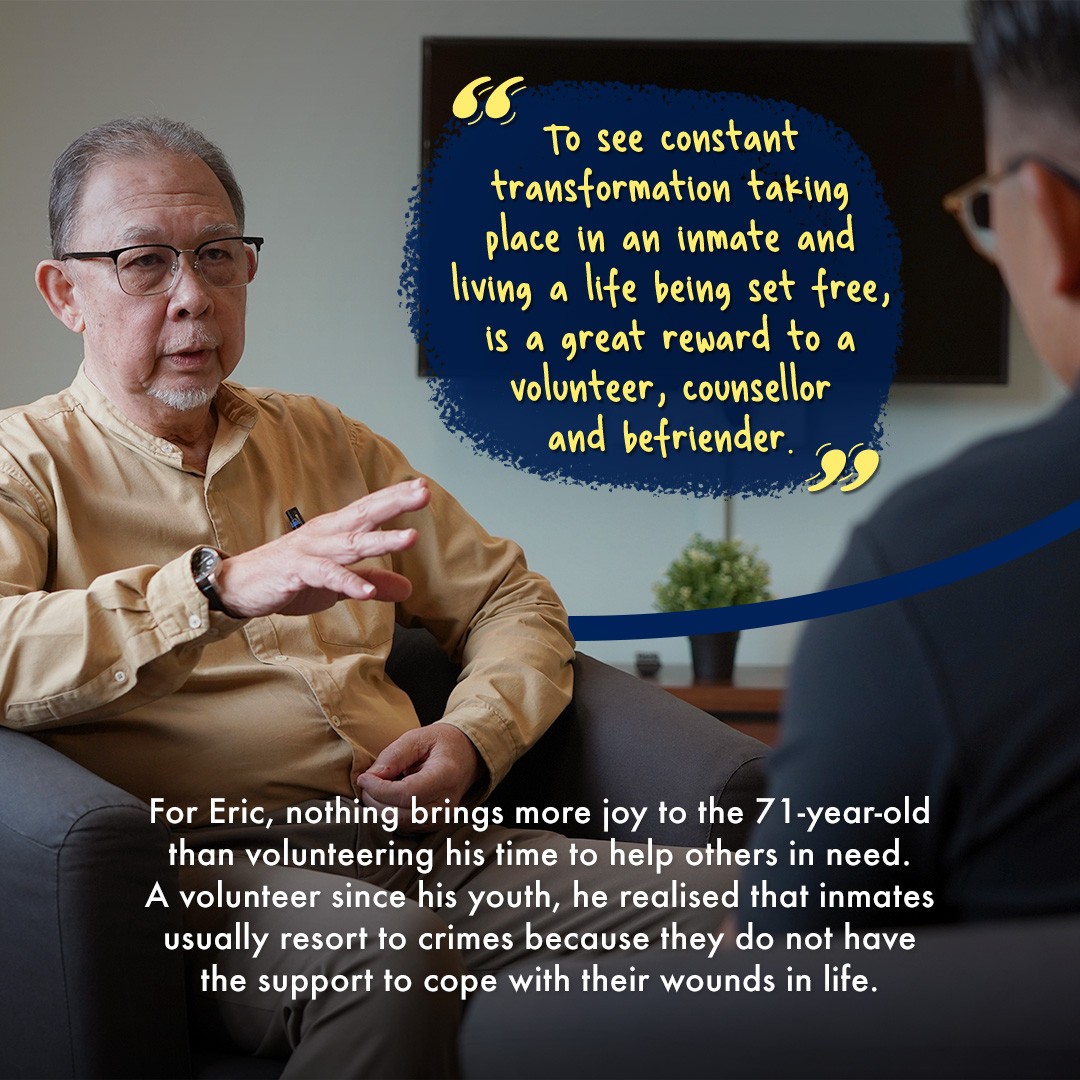 “
To see constant
transformation taking
place in an inmate and
living a life being set free,
is a great reward to a
volunteer, counsellor
and befriender.
”
For Eric, nothing brings more joy to the 71-year-old
than volunteering his time to help others in need.
A volunteer since his youth, he realised that inmates
usually resort to crimes because they do not have
the support to cope with their wounds in life.